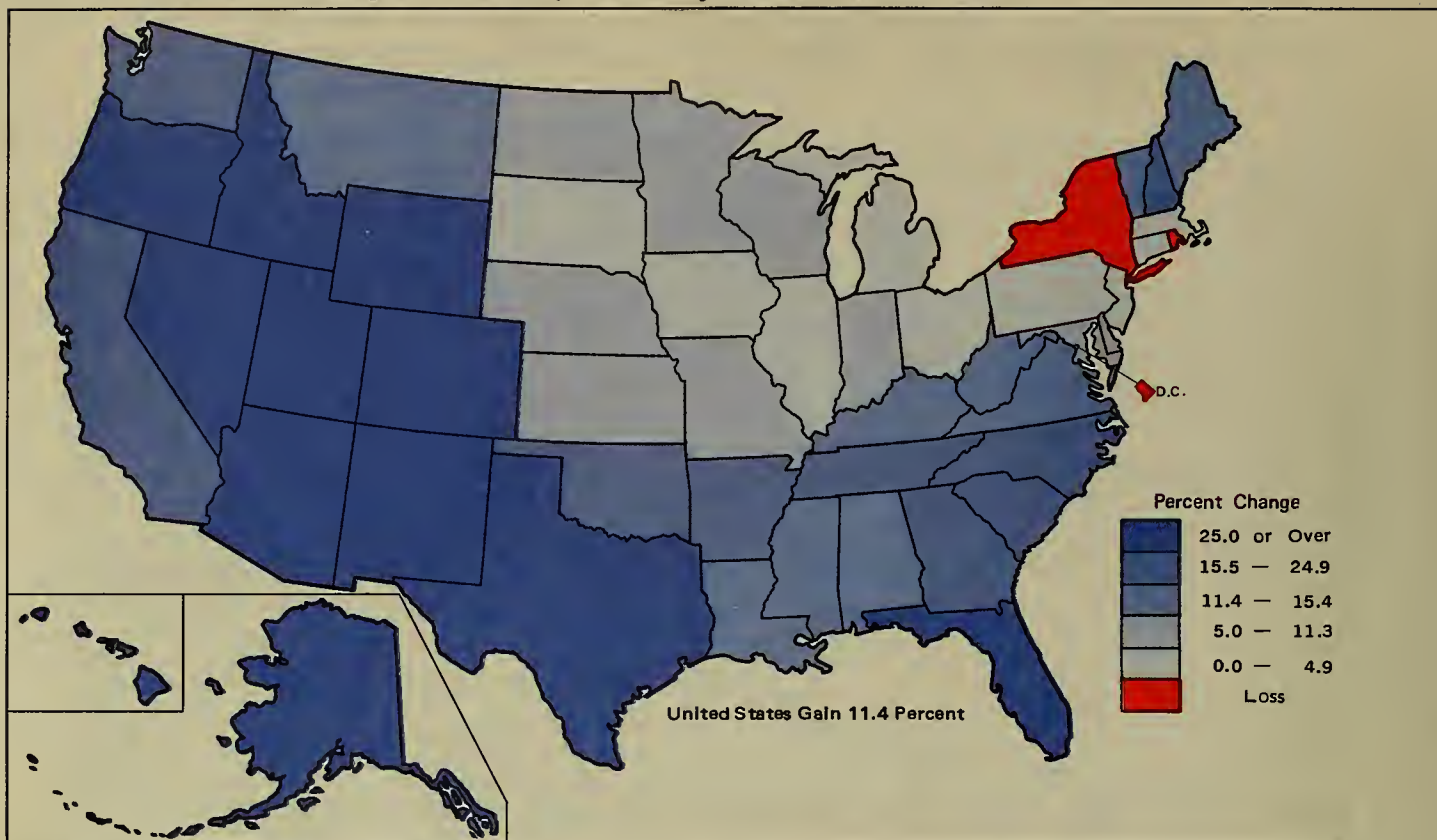 D.C.
Percent Change
25.0 or Over
15.5 — 24.9
11.4 — 15.4
5.0 — 11.3
0.0 — 4.9
Loss
United States Gain 11.4 Percent